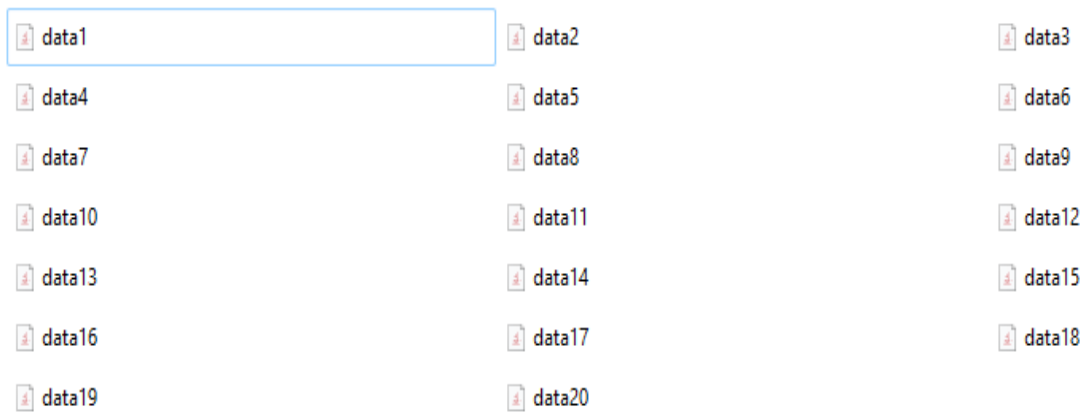 data1 data2 data3
data4 data5 data6
data7 data8 data9
data10 data11 data12
data13 data14 data15
data16 data17 data18
data19 data20